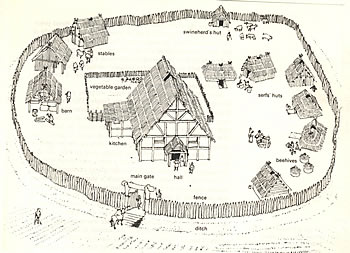 swineherd's hut
stables
vegetable garden
serfs' huts
barn
kitchen
beehives
main gate
hall
fence
ditch